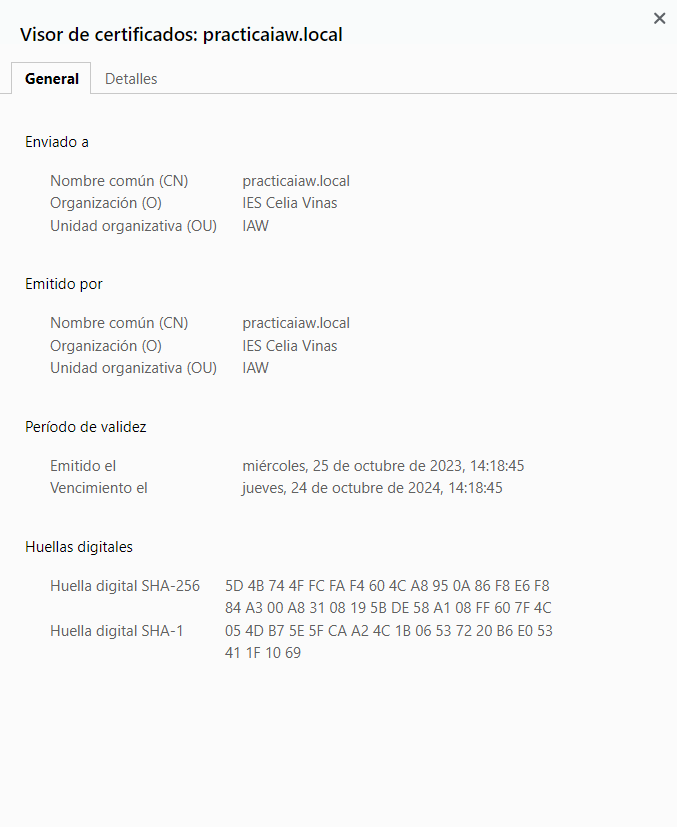 Visor de certificados: practicaiaw.local
General Detalles
Enviado a
Nombre común (CN) practicaiaw.local
Organización (O) IES Celia Vinas
Unidad organizativa (OU) IAW
Emitido por
Nombre común (CN) practicaiaw.local
Organización (O) IES Celia Vinas
Unidad organizativa (OU) IAW
Período de validez
Emitido el miércoles, 25 de octubre de 2023, 14:18:45
Vencimiento el jueves, 24 de octubre de 2024, 14:18:45
Huellas digitales
Huella digital SHA-256 5D 4B 74 4F FC FA F4 60 4C A8 95 0A 86 F8 E6 F8
84 A3 00 A8 31 08 19 5B DE 58 A1 08 FF 60 7F 4C
Huella digital SHA-1 05 4D B7 5E 5F CA A2 4C 1B 06 53 72 20 B6 E0 53
41 1F 10 69